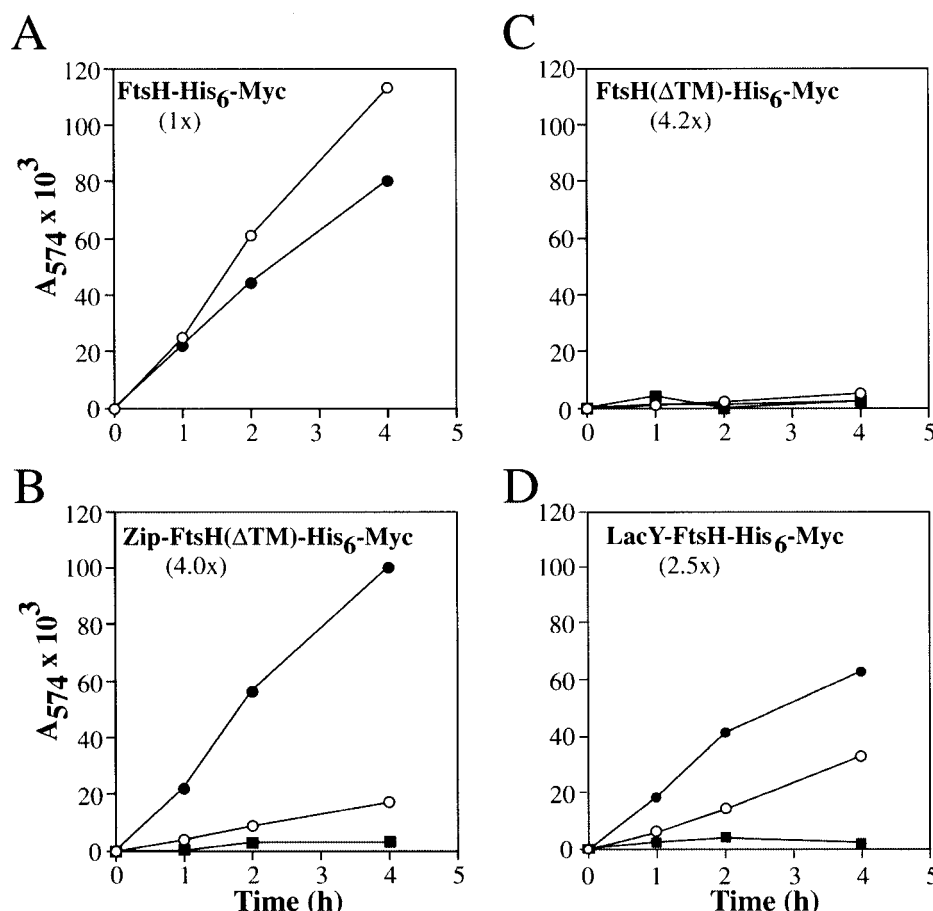 A
FtsH-His6-Myc
(1x)
A574 x 10^3
120
100
80
60
40
20
0
0 1 2 3 4 5
C
FtsH(ΔTM)-His6-Myc
(4.2x)
120
100
80
60
40
20
0
0 1 2 3 4 5
B
Zip-FtsH(ΔTM)-His6-Myc
(4.0x)
A574 x 10^3
120
100
80
60
40
20
0
0 1 2 3 4 5
Time (h)
D
LacY-FtsH-His6-Myc
(2.5x)
120
100
80
60
40
20
0
0 1 2 3 4 5
Time (h)